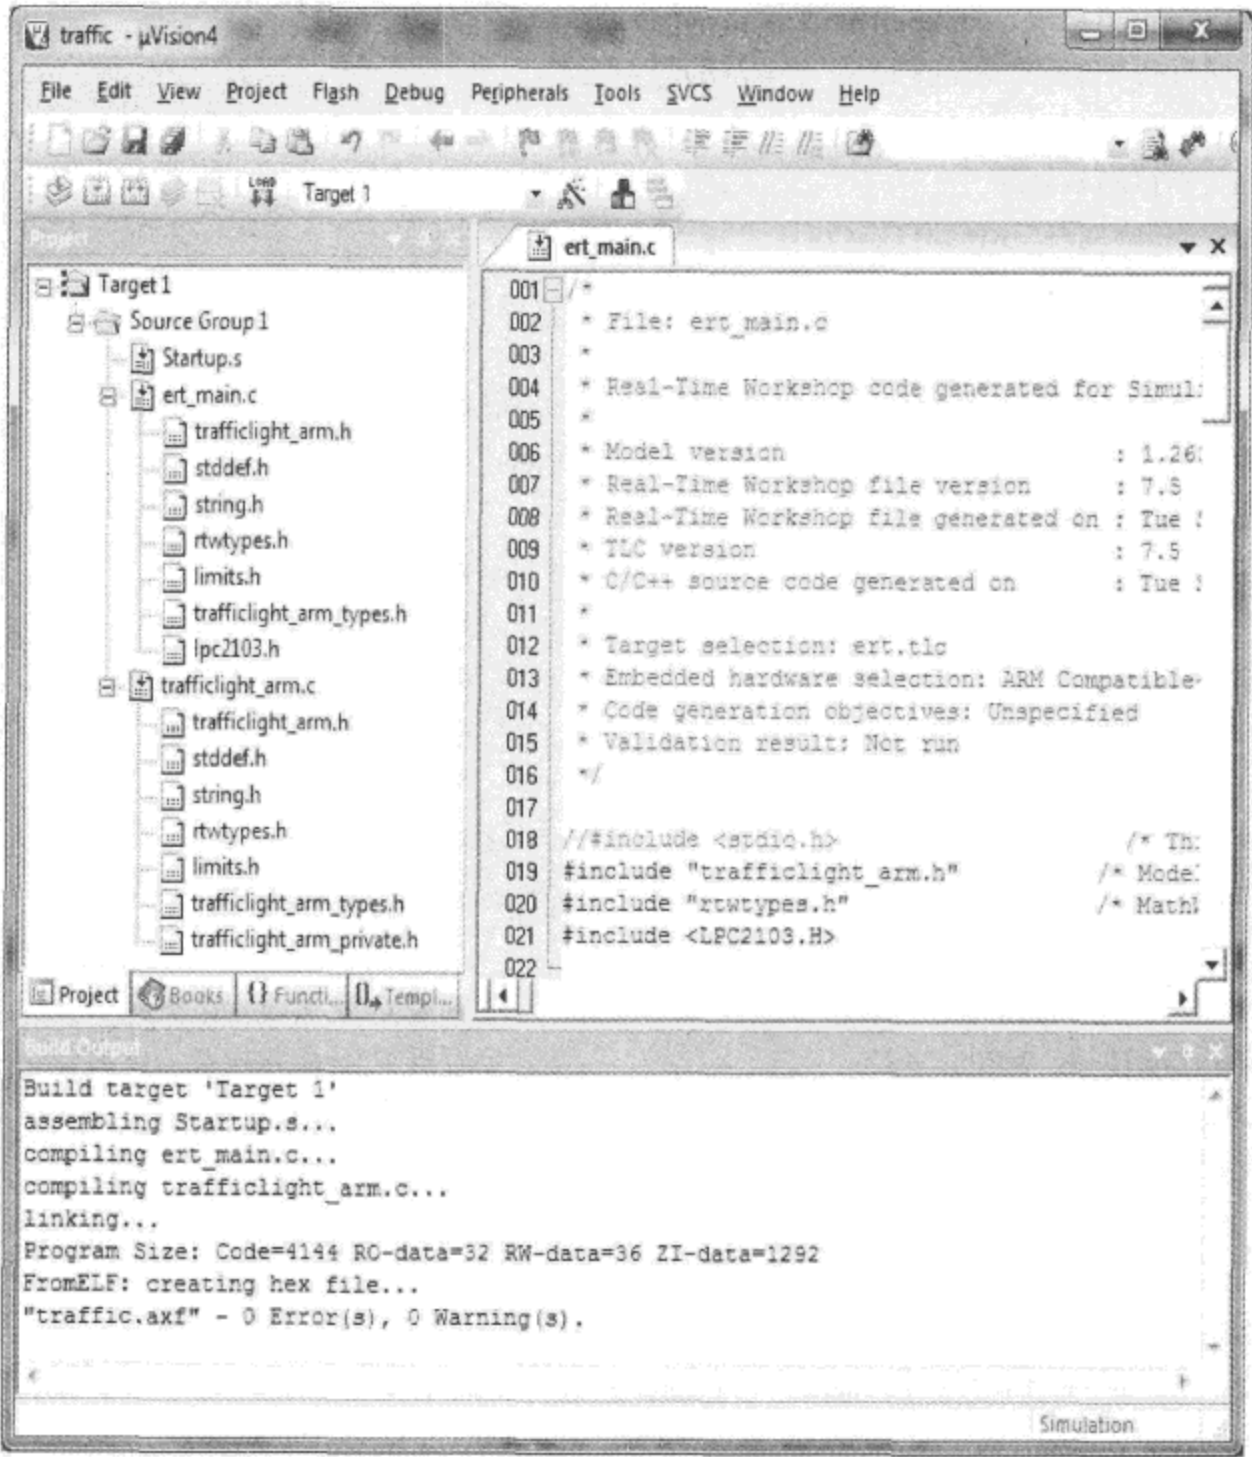 traffic - µVision4
File Edit View Project Flash Debug Peripherals Tools SVCS Window Help
LOAD Target 1
Project
ert_main.c
Target 1
Source Group 1
Startup.s
ert_main.c
trafficlight_arm.h
stddef.h
string.h
rtwtypes.h
limits.h
trafficlight_arm_types.h
lpc2103.h
trafficlight_arm.c
trafficlight_arm.h
stddef.h
string.h
rtwtypes.h
limits.h
trafficlight_arm_types.h
trafficlight_arm_private.h
Project Books {} Functi... Templ...
001 /*
002 * File: ert_main.c
003 *
004 * Real-Time Workshop code generated for Simul
005 *
006 * Model version : 1.26
007 * Real-Time Workshop file version : 7.5
008 * Real-Time Workshop file generated on : Tue
009 * TLC version : 7.5
010 * C/C++ source code generated on : Tue
011 *
012 * Target selection: ert.tlc
013 * Embedded hardware selection: ARM Compatible-
014 * Code generation objectives: Unspecified
015 * Validation result: Not run
016 */
017
018 //#include <stdio.h> /* Th
019 #include "trafficlight_arm.h" /* Model
020 #include "rtwtypes.h" /* MathW
021 #include <LPC2103.H>
022
Build Output
Build target 'Target 1'
assembling Startup.s...
compiling ert_main.c...
compiling trafficlight_arm.c...
linking...
Program Size: Code=4144 RO-data=32 RW-data=36 ZI-data=1292
FromELF: creating hex file...
"traffic.axf" - 0 Error(s), 0 Warning(s).
Simulation